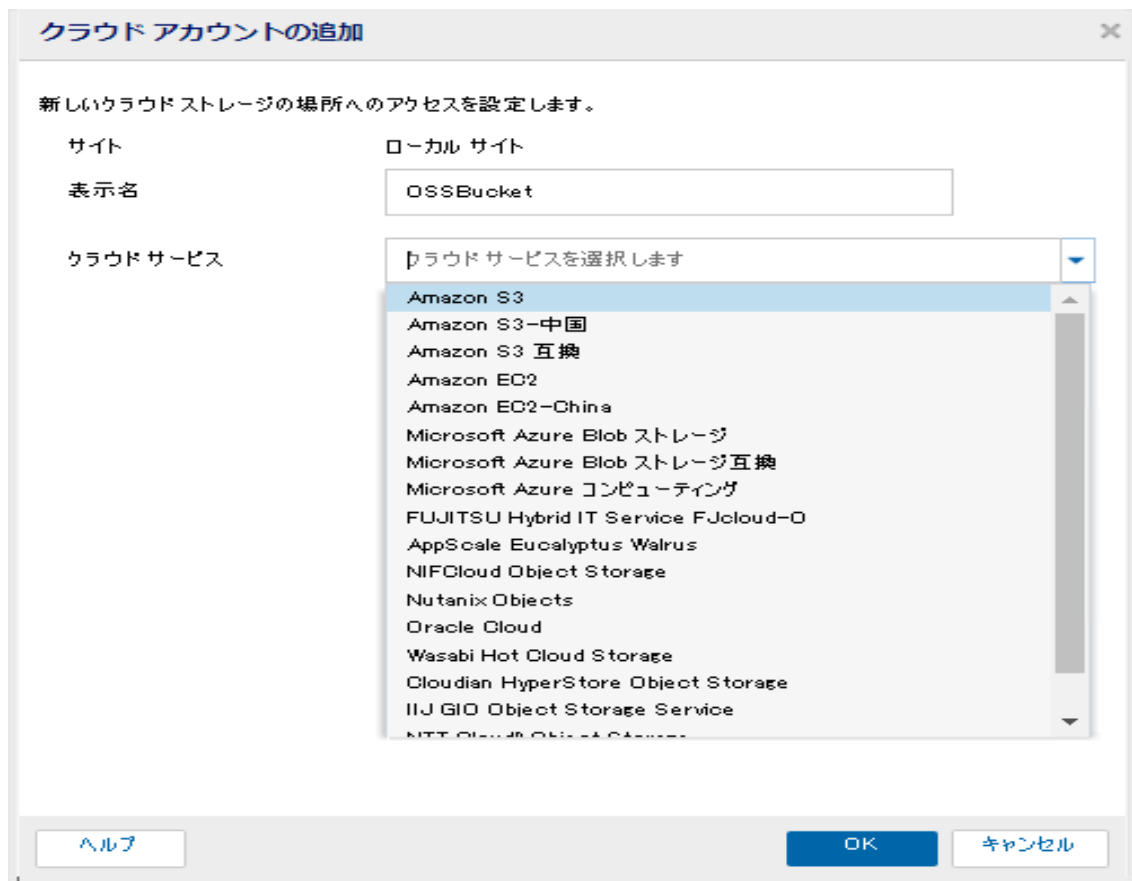 クラウド アカウントの追加
新しいクラウド ストレージの場所へのアクセスを設定します。
サイト ローカル サイト
表示名 OSSBucket
クラウド サービス クラウド サービスを選択します
Amazon S3
Amazon S3-中国
Amazon S3 互換
Amazon EC2
Amazon EC2-China
Microsoft Azure Blob ストレージ
Microsoft Azure Blob ストレージ互換
Microsoft Azure コンピューティング
FUJITSU Hybrid IT Service FJcloud-O
AppScale Eucalyptus Walrus
NIFCloud Object Storage
Nutanix Objects
Oracle Cloud
Wasabi Hot Cloud Storage
Cloudian HyperStore Object Storage
IIJ GIO Object Storage Service
ヘルプ OK キャンセル